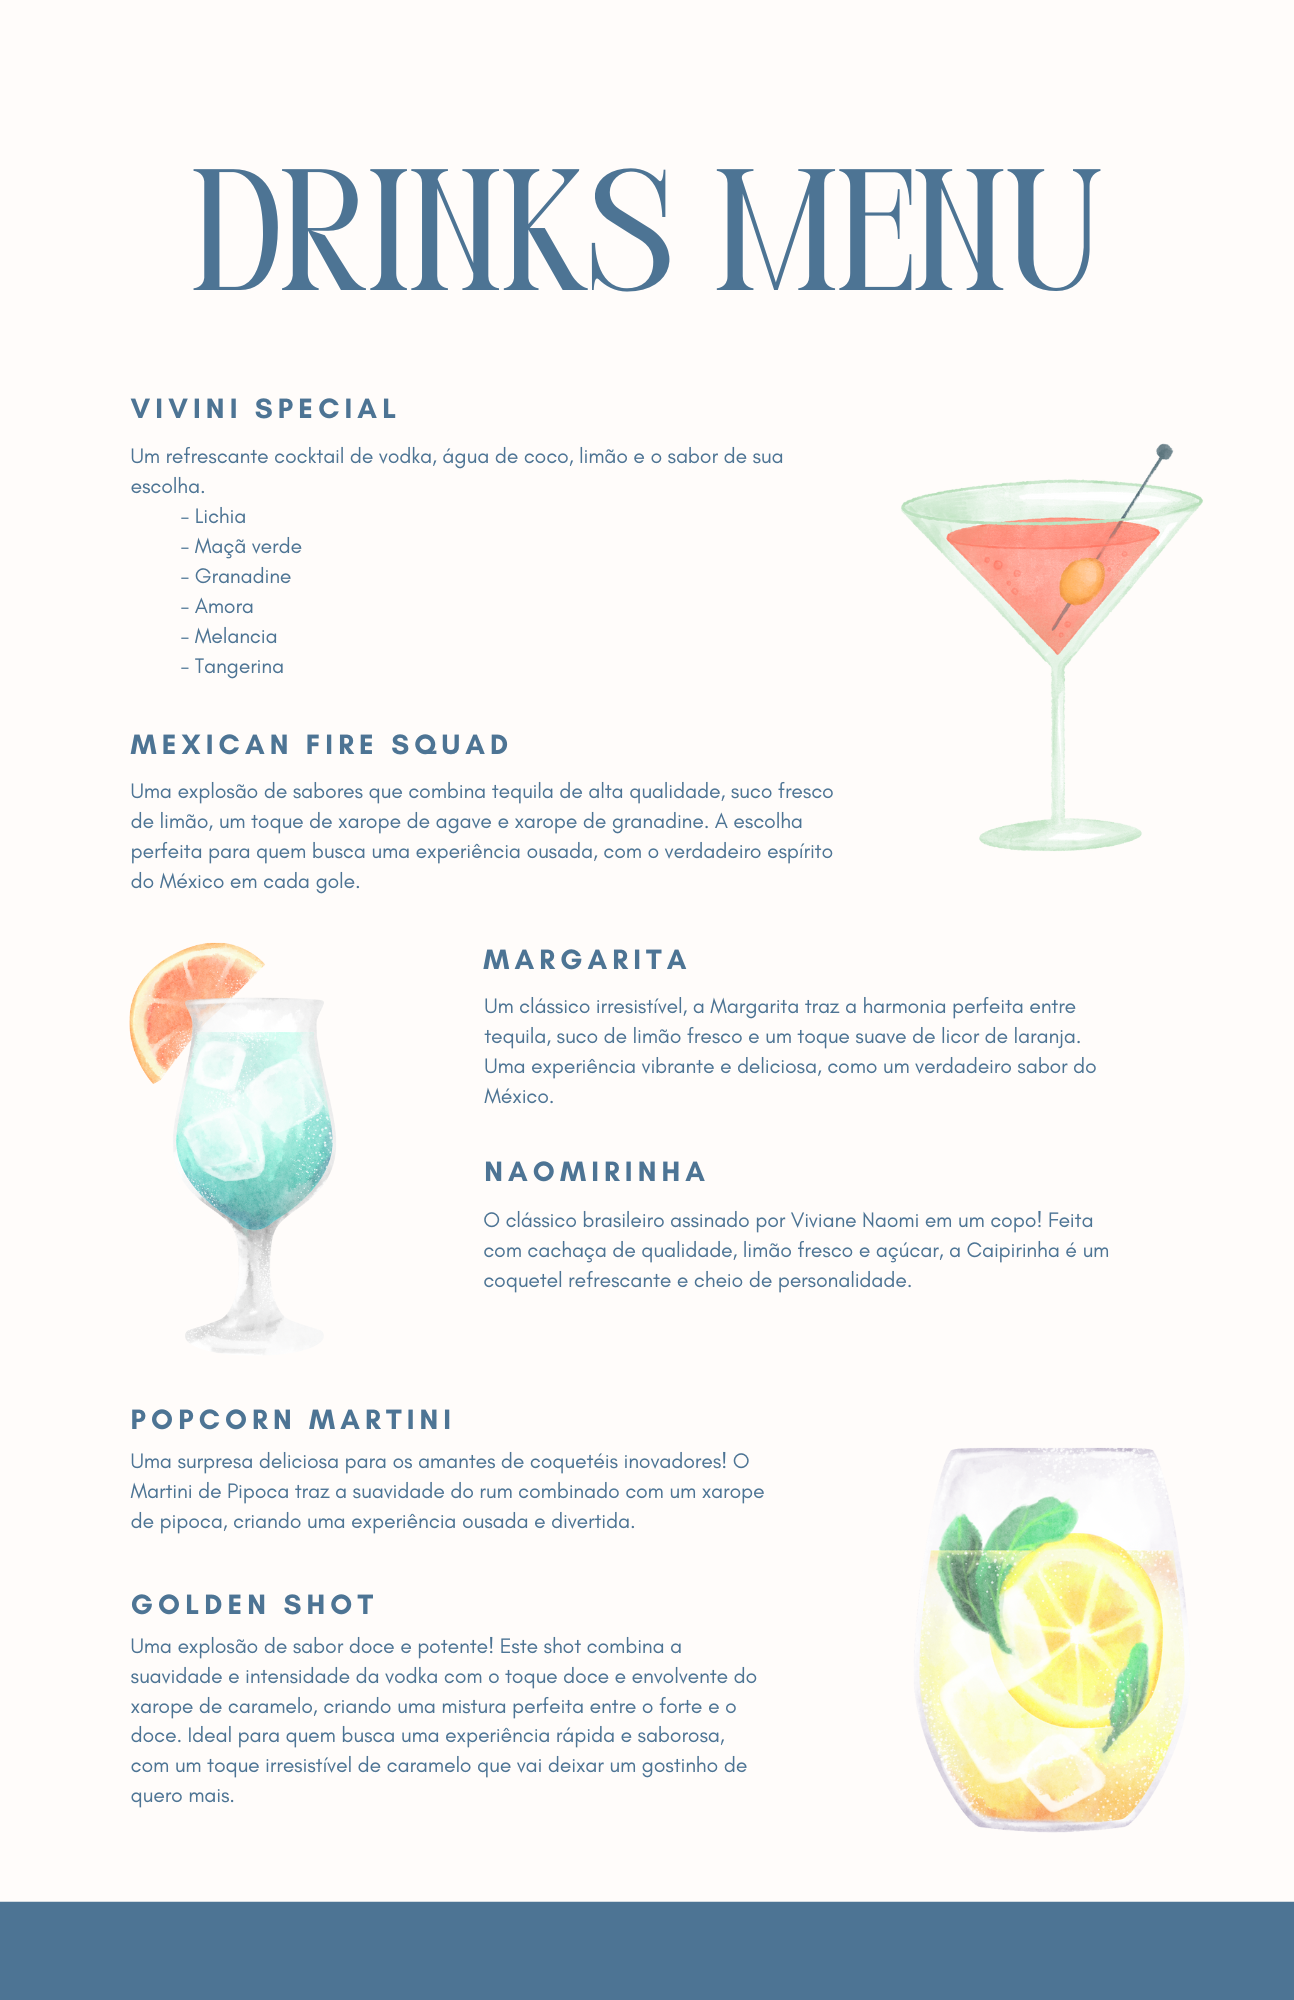 DRINKS MENU
VIVINI SPECIAL
Um refrescante cocktail de vodka, água de coco, limão e o sabor de sua
escolha.
- Lichia
- Maçã verde
- Granadine
- Amora
- Melancia
- Tangerina
MEXICAN FIRE SQUAD
Uma explosão de sabores que combina tequila de alta qualidade, suco fresco
de limão, um toque de xarope de agave e xarope de granadine. A escolha
perfeita para quem busca uma experiência ousada, com o verdadeiro espírito
do México em cada gole.
MARGARITA
Um clássico irresistível, a Margarita traz a harmonia perfeita entre
tequila, suco de limão fresco e um toque suave de licor de laranja.
Uma experiência vibrante e deliciosa, como um verdadeiro sabor do
México.
NAOMIRINHA
O clássico brasileiro assinado por Viviane Naomi em um copo! Feita
com cachaça de qualidade, limão fresco e açúcar, a Caipirinha é um
coquetel refrescante e cheio de personalidade.
POPCORN MARTINI
Uma surpresa deliciosa para os amantes de coquetéis inovadores! O
Martini de Pipoca traz a suavidade do rum combinado com um xarope
de pipoca, criando uma experiência ousada e divertida.
GOLDEN SHOT
Uma explosão de sabor doce e potente! Este shot combina a
suavidade e intensidade da vodka com o toque doce e envolvente do
xarope de caramelo, criando uma mistura perfeita entre o forte e o
doce. Ideal para quem busca uma experiência rápida e saborosa,
com um toque irresistível de caramelo que vai deixar um gostinho de
quero mais.